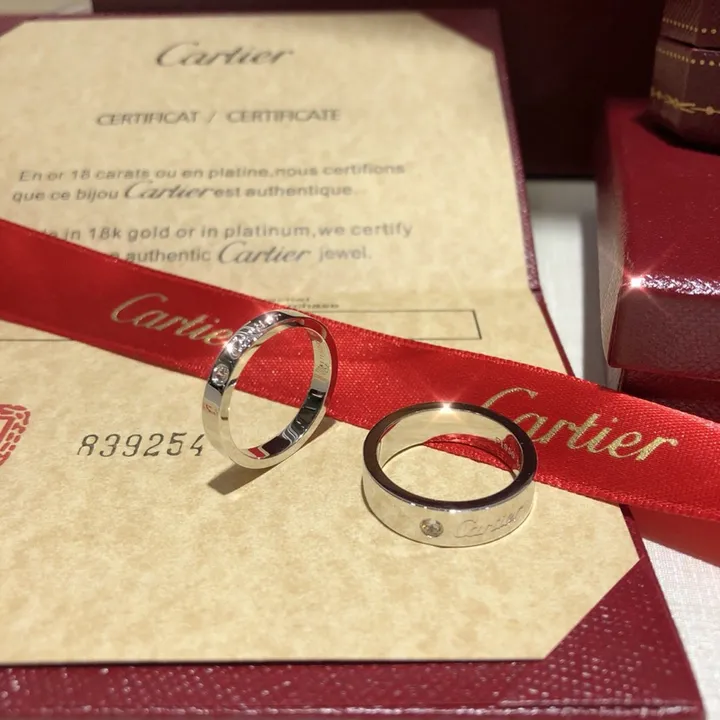 Cartier
CERTIFICAT / CERTIFICATE
En or 18 carats ou en platine,nous certifions
que ce bijou Cartier est authentique.
in 18k gold or in platinum,we certify
authentic Cartier jewel.
Cartier
Cartier
839254
Cartier